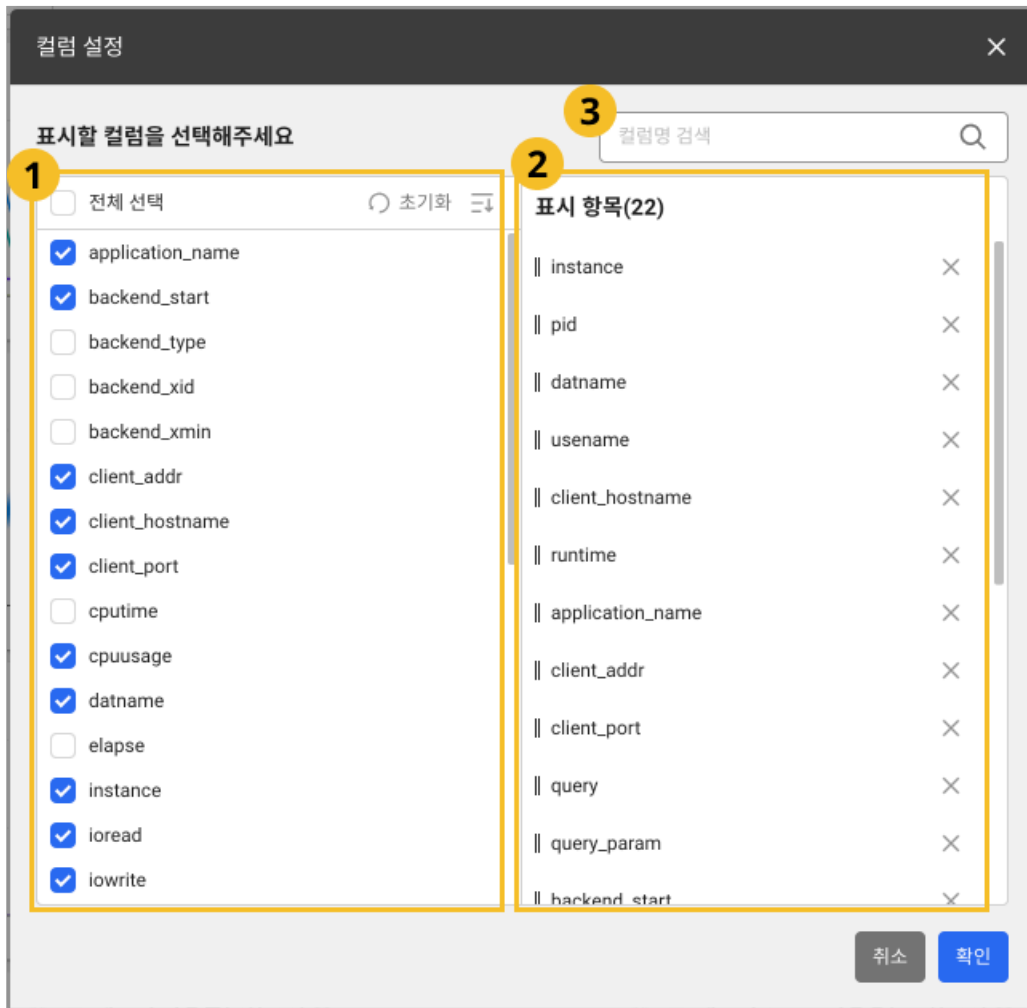 컬럼 설정
표시할 컬럼을 선택해주세요
3
컬럼명 검색
1
전체 선택
초기화
application_name
backend_start
backend_type
backend_xid
backend_xmin
client_addr
client_hostname
client_port
cputime
cpuusage
datname
elapse
instance
ioread
iowrite
2
표시 항목(22)
instance
pid
datname
usename
client_hostname
runtime
application_name
client_addr
client_port
query
query_param
backend_start
취소
확인